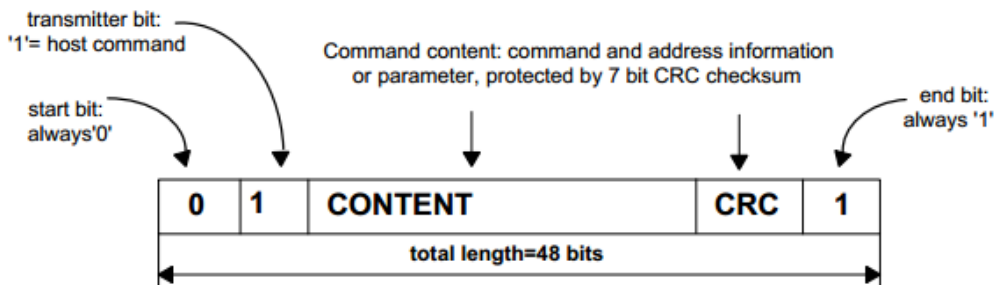 transmitter bit:
'1'= host command
Command content: command and address information
or parameter, protected by 7 bit CRC checksum
start bit:
always'0'
end bit:
always '1'
0 1 CONTENT CRC 1
total length=48 bits